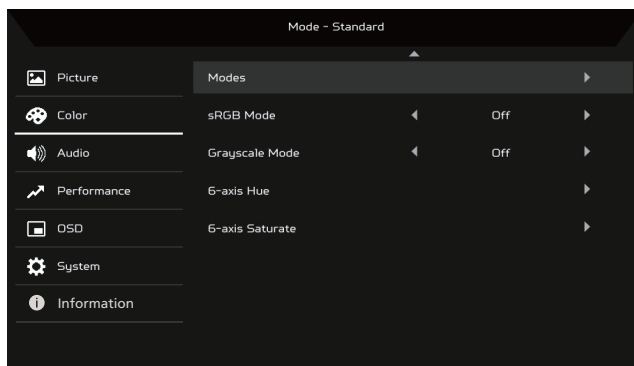 Mode - Standard
Picture
Modes
Color
sRGB Mode Off
Audio
Grayscale Mode Off
Performance
6-axis Hue
OSD
6-axis Saturate
System
Information